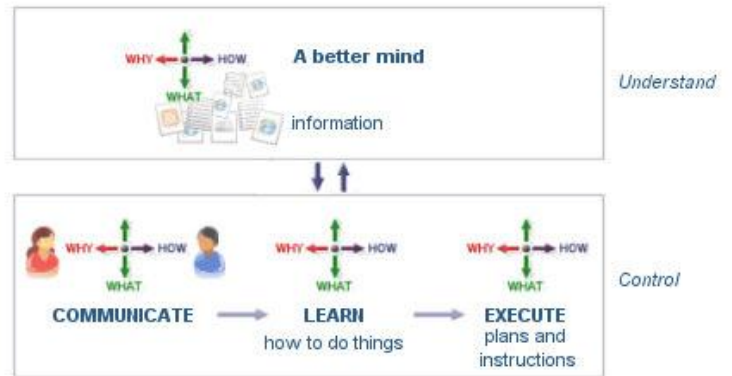 A better mind
WHY HOW
WHAT
information
Understand
WHY HOW
WHAT
WHY HOW
WHAT
WHY HOW
WHAT
Control
COMMUNICATE
LEARN
how to do things
EXECUTE
plans and
instructions